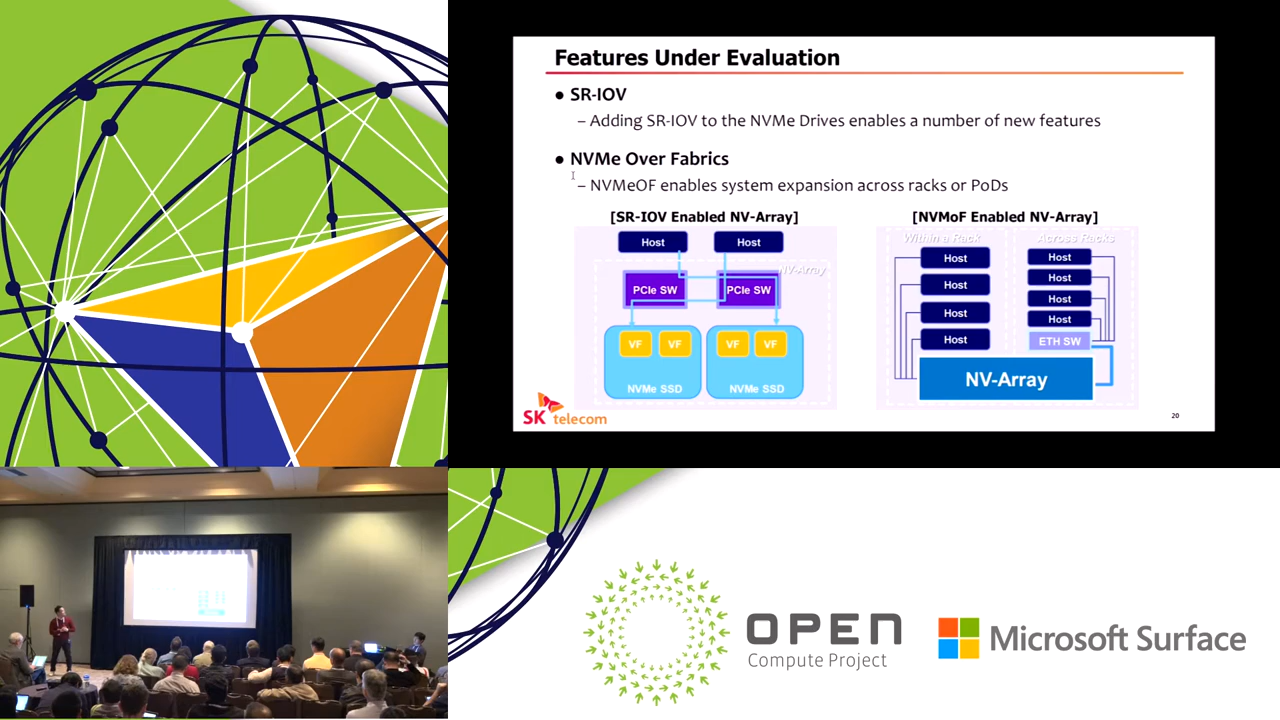 Features Under Evaluation
● SR-IOV
– Adding SR-IOV to the NVMe Drives enables a number of new features
● NVMe Over Fabrics
– NVMeOF enables system expansion across racks or PoDs
[SR-IOV Enabled NV-Array]
Host
Host
NV-Array
PCIe SW
PCIe SW
VF
VF
VF
VF
NVMe SSD
NVMe SSD
[NVMoF Enabled NV-Array]
Within a Rack
Across Racks
Host
Host
Host
Host
Host
Host
Host
Host
ETH SW
NV-Array
SK telecom
20
OPEN
Compute Project
Microsoft Surface